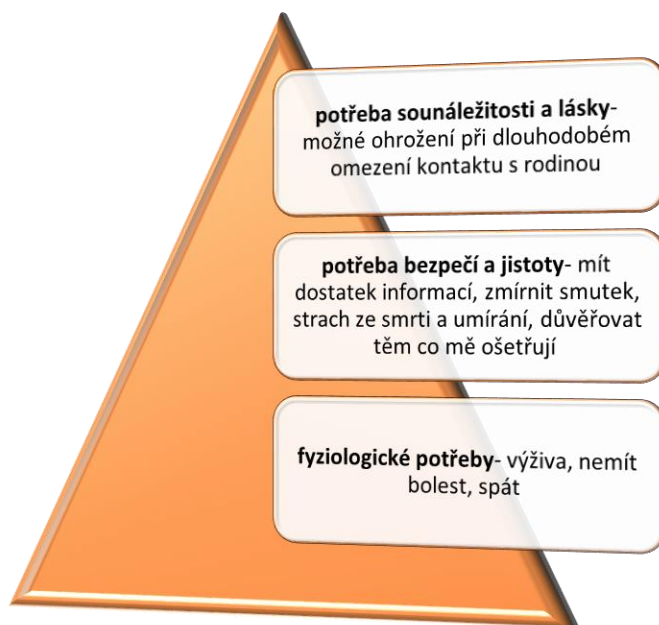 potřeba sounáležitosti a lásky-
možné ohrožení při dlouhodobém
omezení kontaktu s rodinou
potřeba bezpečí a jistoty- mít
dostatek informací, zmírnit smutek,
strach ze smrti a umírání, důvěřovat
těm co mě ošetřují
fyziologické potřeby- výživa, nemít
bolest, spát